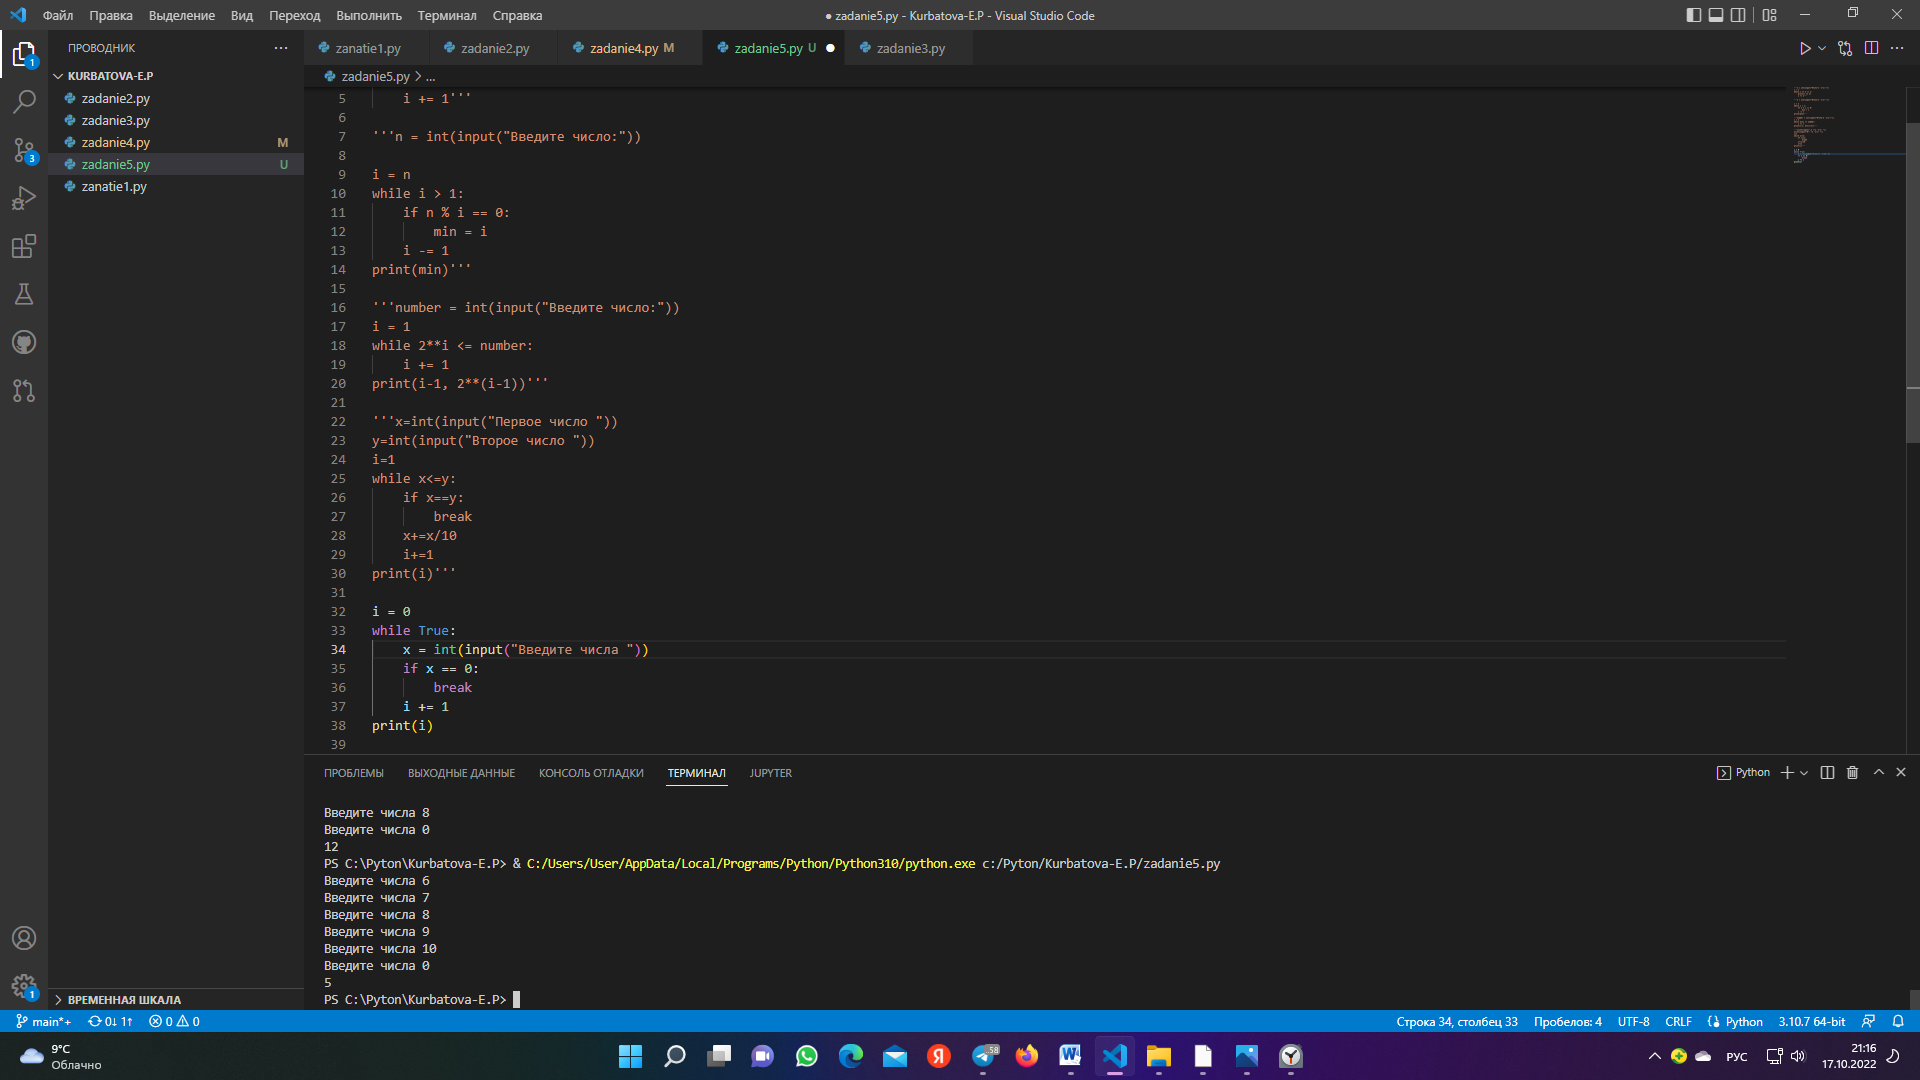 Файл Правка Выделение Вид Переход Выполнить Терминал Справка
● zadanie5.py - Kurbatova-E.P - Visual Studio Code
ПРОВОДНИК ···
zanatie1.py zadanie2.py zadanie4.py M zadanie5.py U ● zadanie3.py
KURBATOVA-E.P
zadanie2.py
zadanie3.py
zadanie4.py M
zadanie5.py U
zanatie1.py
zadanie5.py > ...
5 i += 1'''
6
7 '''n = int(input("Введите число:"))
8
9 i = n
10 while i > 1:
11 if n % i == 0:
12 min = i
13 i -= 1
14 print(min)'''
15
16 '''number = int(input("Введите число:"))
17 i = 1
18 while 2**i <= number:
19 i += 1
20 print(i-1, 2**(i-1))'''
21
22 '''x=int(input("Первое число "))
23 y=int(input("Второе число "))
24 i=1
25 while x<=y:
26 if x==y:
27 break
28 x+=x/10
29 i+=1
30 print(i)'''
31
32 i = 0
33 while True:
34 x = int(input("Введите числа "))
35 if x == 0:
36 break
37 i += 1
38 print(i)
39
ПРОБЛЕМЫ ВЫХОДНЫЕ ДАННЫЕ КОНСОЛЬ ОТЛАДКИ ТЕРМИНАЛ JUPYTER
Python
Введите числа 8
Введите числа 0
12
PS C:\Pyton\Kurbatova-E.P> & C:/Users/User/AppData/Local/Programs/Python/Python310/python.exe c:/Pyton/Kurbatova-E.P/zadanie5.py
Введите числа 6
Введите числа 7
Введите числа 8
Введите числа 9
Введите числа 10
Введите числа 0
5
PS C:\Pyton\Kurbatova-E.P>
1
3
1
ВРЕМЕННАЯ ШКАЛА
main*+ 0↓ 1↑ 0 0
Строка 34, столбец 33 Пробелов: 4 UTF-8 CRLF Python 3.10.7 64-bit
9°C
Облачно
Я
58
W
РУС
21:16
17.10.2022